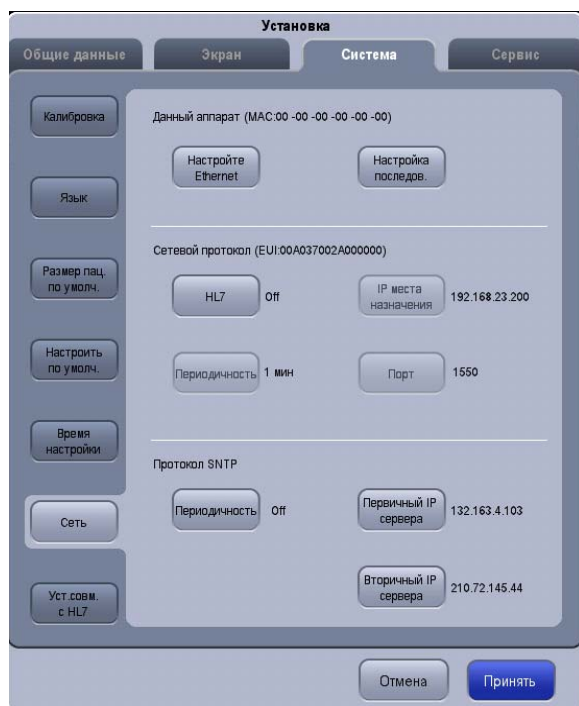 Установка
Общие данные
Экран
Система
Сервис
Калибровка
Язык
Размер пац.
по умолч.
Настроить
по умолч.
Время
настройки
Сеть
Уст.совм.
с HL7
Данный аппарат (MAC:00 -00 -00 -00 -00 -00)
Настройте
Ethernet
Настройка
последов.
Сетевой протокол (EUI:00A037002A000000)
HL7
Off
IP места
назначения
192.168.23.200
Периодичность
1 мин
Порт
1550
Протокол SNTP
Периодичность
Off
Первичный IP
сервера
132.163.4.103
Вторичный IP
сервера
210.72.145.44
Отмена
Принять